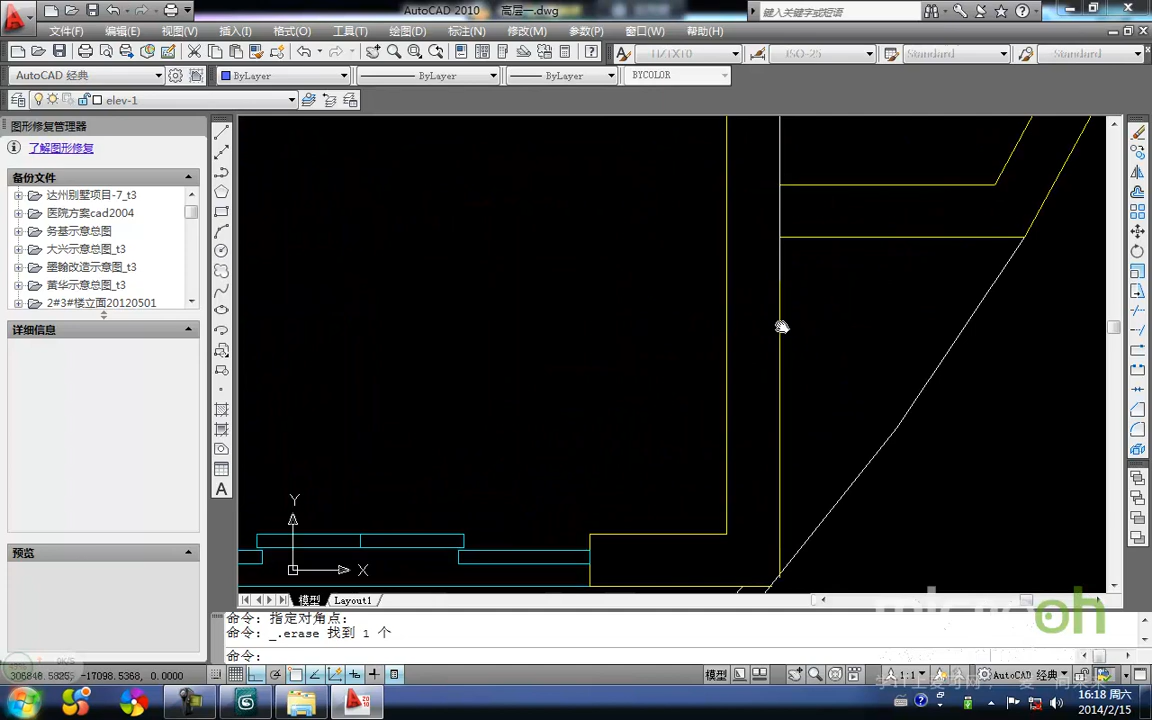 AutoCAD 2010 高层一.dwg 键入关键字或短语
文件(F) 编辑(E) 视图(V) 插入(I) 格式(O) 工具(T) 绘图(D) 标注(N) 修改(M) 参数(P) 窗口(W) 帮助(H)
ISO-25 Standard Standard
AutoCAD 经典 ByLayer ByLayer ByLayer BYCOLOR
elev-1
图形修复管理器
了解图形修复
备份文件
达州别墅项目-7_t3
医院方案cad2004
务基示意总图
大兴示意总图_t3
墨翰改造示意图_t3
黄华示意总图_t3
2#3#楼立面20120501
详细信息
预览
Y
X
A
模型 Layout1
命令: 指定对角点:
命令: _.erase 找到 1 个
命令:
306848.5825, -17098.5368, 0.0000 模型 1:1 AutoCAD 经典
16:18 周六
2014/2/15
oh